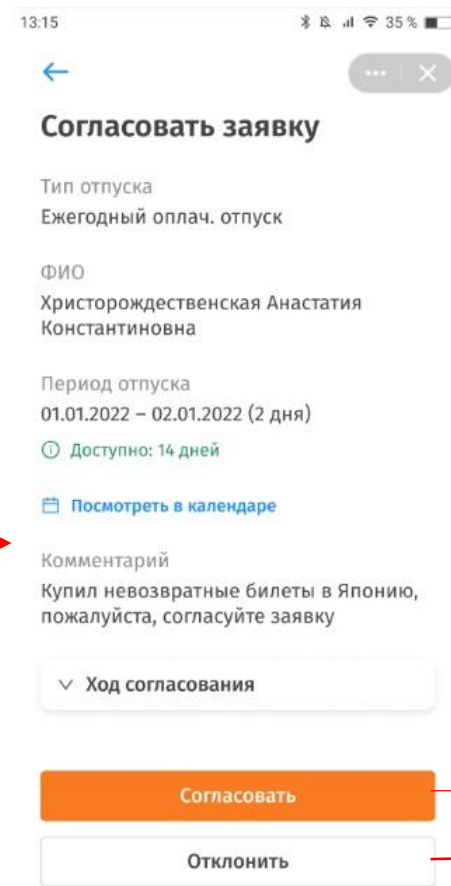 13:15 35 %
Согласовать заявку
Тип отпуска
Ежегодный оплач. отпуск
ФИО
Христорождественская Анастатия
Константиновна
Период отпуска
01.01.2022 – 02.01.2022 (2 дня)
Доступно: 14 дней
Посмотреть в календаре
Комментарий
Купил невозвратные билеты в Японию,
пожалуйста, согласуйте заявку
Ход согласования
Согласовать
Отклонить